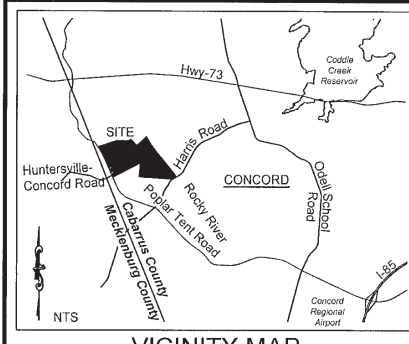 Coddle
Creek
Reservoir
Hwy-73
SITE
Harris Road
Huntersville-
Concord Road
CONCORD
Odell School
Road
Rocky River
Poplar Tent Road
Cabarrus County
Mecklenburg County
I-85
Concord
Regional
Airport
NTS
VICINITY MAP